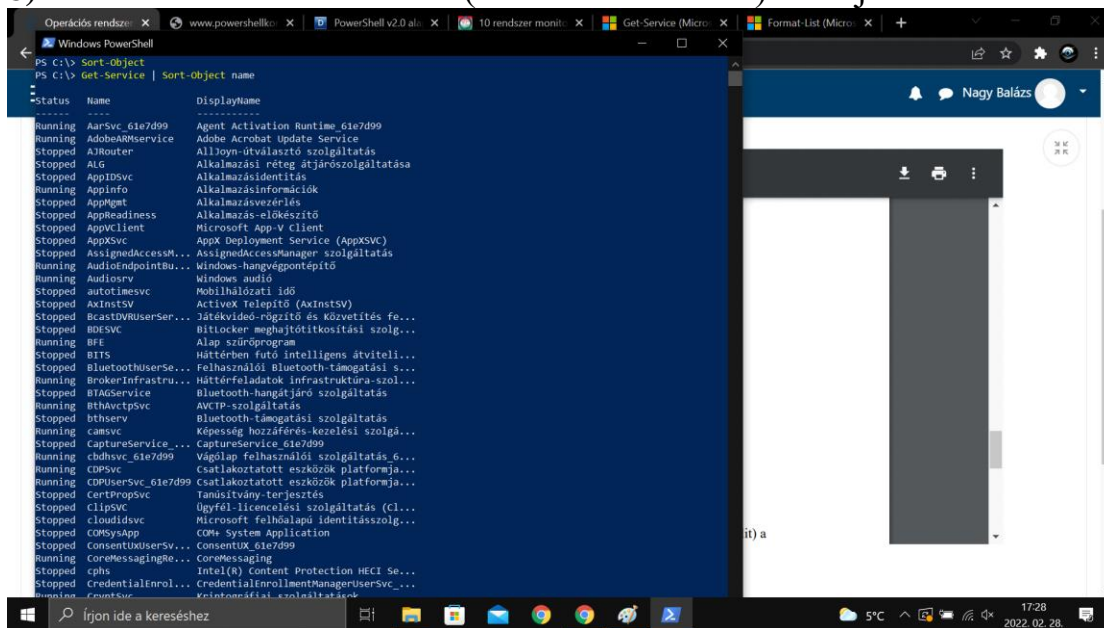 Operációs rendszer
www.powershellkor
PowerShell v2.0 ala
10 rendszer monito
Get-Service (Micro
Format-List (Micro
Windows PowerShell
PS C:\> Sort-Object
PS C:\> Get-Service | Sort-Object name
Status Name DisplayName
------ ---- -----------
Running AarSvc_61e7d99 Agent Activation Runtime_61e7d99
Running AdobeARMservice Adobe Acrobat Update Service
Stopped AJRouter AllJoyn-útválasztó szolgáltatás
Stopped ALG Alkalmazási réteg átjárószolgáltatása
Stopped AppIDSvc Alkalmazásidentitás
Running Appinfo Alkalmazásinformációk
Stopped AppMgmt Alkalmazásvezérlés
Stopped AppReadiness Alkalmazás-előkészítő
Stopped AppVClient Microsoft App-V Client
Stopped AppXSvc AppX Deployment Service (AppXSVC)
Stopped AssignedAccessM... AssignedAccessManager szolgáltatás
Running AudioEndpointBu... Windows-hangvégpontépítő
Running Audiosrv Windows audió
Stopped autotimesvc Mobilhálózati idő
Stopped AxInstSV ActiveX Telepítő (AxInstSV)
Stopped BcastDVRUserSer... Játékvideó-rögzítő és Közvetítés fe...
Stopped BDESVC BitLocker meghajtótitkosítási szolg...
Running BFE Alap szűrőprogram
Stopped BITS Háttérben futó intelligens átviteli...
Stopped BluetoothUserSe... Felhasználói Bluetooth-támogatási s...
Running BrokerInfrastru... Háttérfeladatok infrastruktúra-szol...
Stopped BTAGService Bluetooth-hangátjáró szolgáltatás
Running BthAvctpSvc AVCTP-szolgáltatás
Stopped bthserv Bluetooth-támogatási szolgáltatás
Running camsvc Képesség hozzáférés-kezelési szolgá...
Stopped CaptureService_... CaptureService_61e7d99
Running cbdhsvc_61e7d99 Vágólap felhasználói szolgáltatás_6...
Running CDPSvc Csatlakoztatott eszközök platformja...
Running CDPUserSvc_61e7d99 Csatlakoztatott eszközök platformja...
Stopped CertPropSvc Tanúsítvány-terjesztés
Stopped ClipSVC Ügyfél-licencelési szolgáltatás (Cl...
Stopped cloudidsvc Microsoft felhőalapú identitásszolg...
Stopped COMSysApp COM+ System Application
Stopped ConsentUxUserSv... ConsentUX_61e7d99
Running CoreMessagingRe... CoreMessaging
Stopped cphs Intel(R) Content Protection HECI Se...
Stopped CredentialEnrol... CredentialEnrollmentManagerUserSvc_...
Running CryptSvc Kriptográfiai szolgáltatások
Nagy Balázs
it) a
Írjon ide a kereséshez
5°C
17:28
2022. 02. 28.